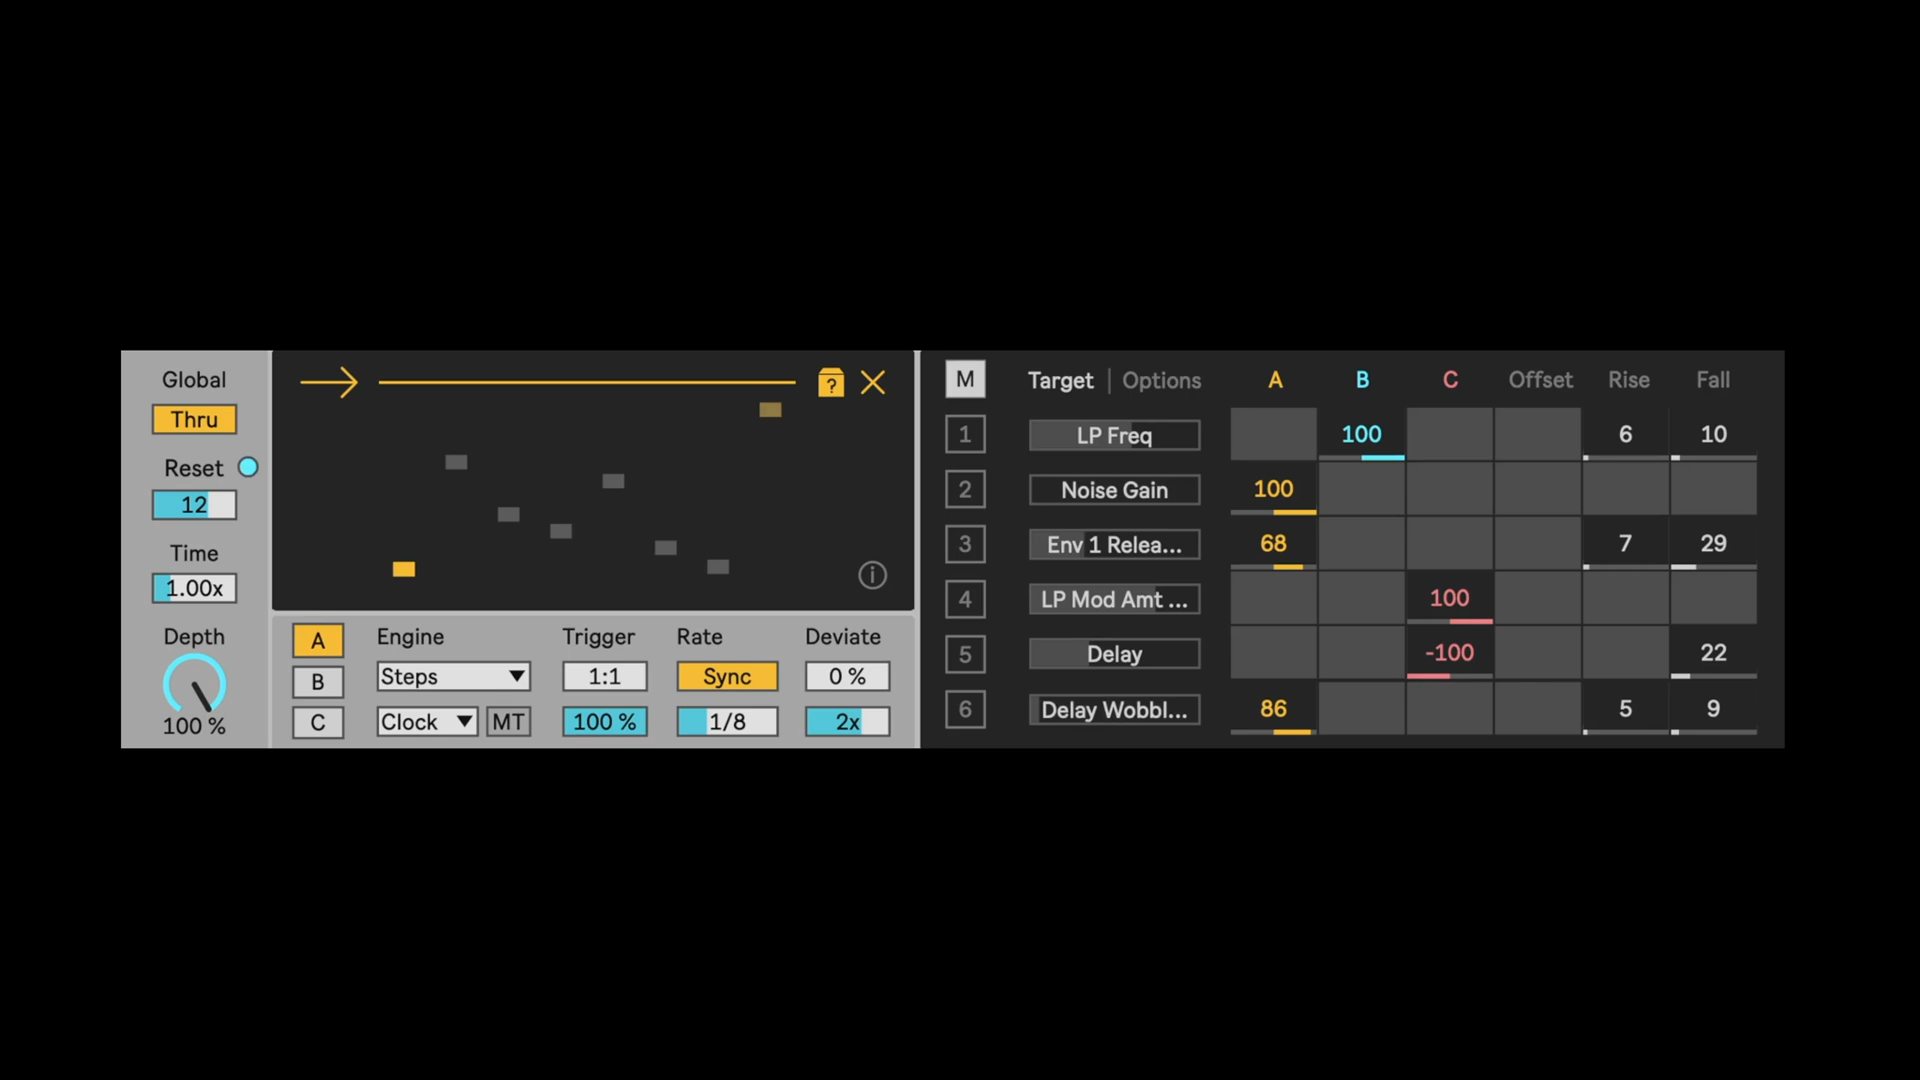 Global
Thru
Reset
12
Time
1.00x
Depth
100 %
?
i
A
B
C
Engine
Steps
Clock MT
Trigger
1:1
100 %
Rate
Sync
1/8
Deviate
0 %
2x
M Target | Options A B C Offset Rise Fall
1 LP Freq 100 6 10
2 Noise Gain 100
3 Env 1 Relea... 68 7 29
4 LP Mod Amt ... 100
5 Delay -100 22
6 Delay Wobbl... 86 5 9